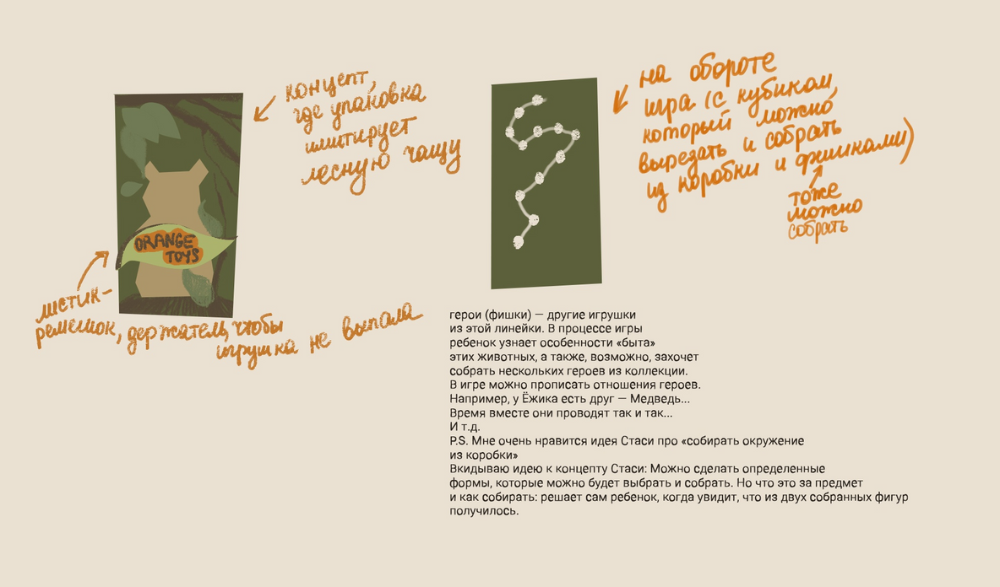 концепт,
где упаковка
имитирует
лесную чащу
ORANGE
TOYS
листик-
ремешок, держатель, чтобы
игрушка не выпала
на обороте
игра (с кубиком,
который можно
вырезать и собрать
из коробки и фишками)
тоже
можно
собрать
герои (фишки) — другие игрушки
из этой линейки. В процессе игры
ребенок узнает особенности «быта»
этих животных, а также, возможно, захочет
собрать нескольких героев из коллекции.
В игре можно прописать отношения героев.
Например, у Ёжика есть друг — Медведь...
Время вместе они проводят так и так...
И т.д.
P.S. Мне очень нравится идея Стаси про «собирать окружение
из коробки»
Вкидываю идею к концепту Стаси: Можно сделать определенные
формы, которые можно будет выбрать и собрать. Но что это за предмет
и как собирать: решает сам ребенок, когда увидит, что из двух собранных фигур
получилось.